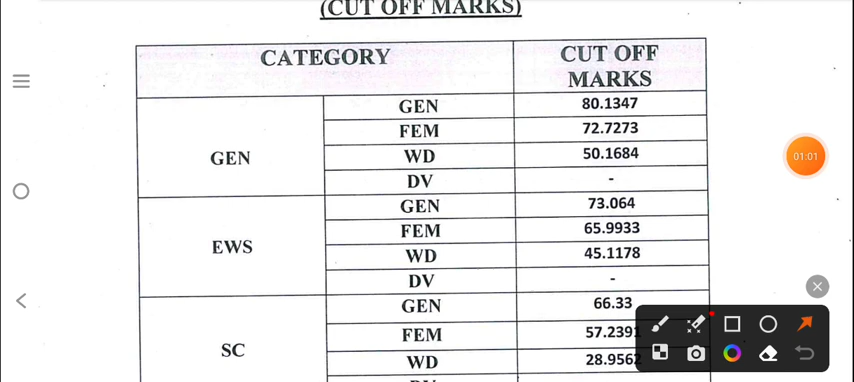 (CUT OFF MARKS)
CATEGORY CUT OFF MARKS
GEN GEN 80.1347
FEM 72.7273
WD 50.1684
DV -
EWS GEN 73.064
FEM 65.9933
WD 45.1178
DV -
SC GEN 66.33
FEM 57.2391
WD 28.9562
01:01